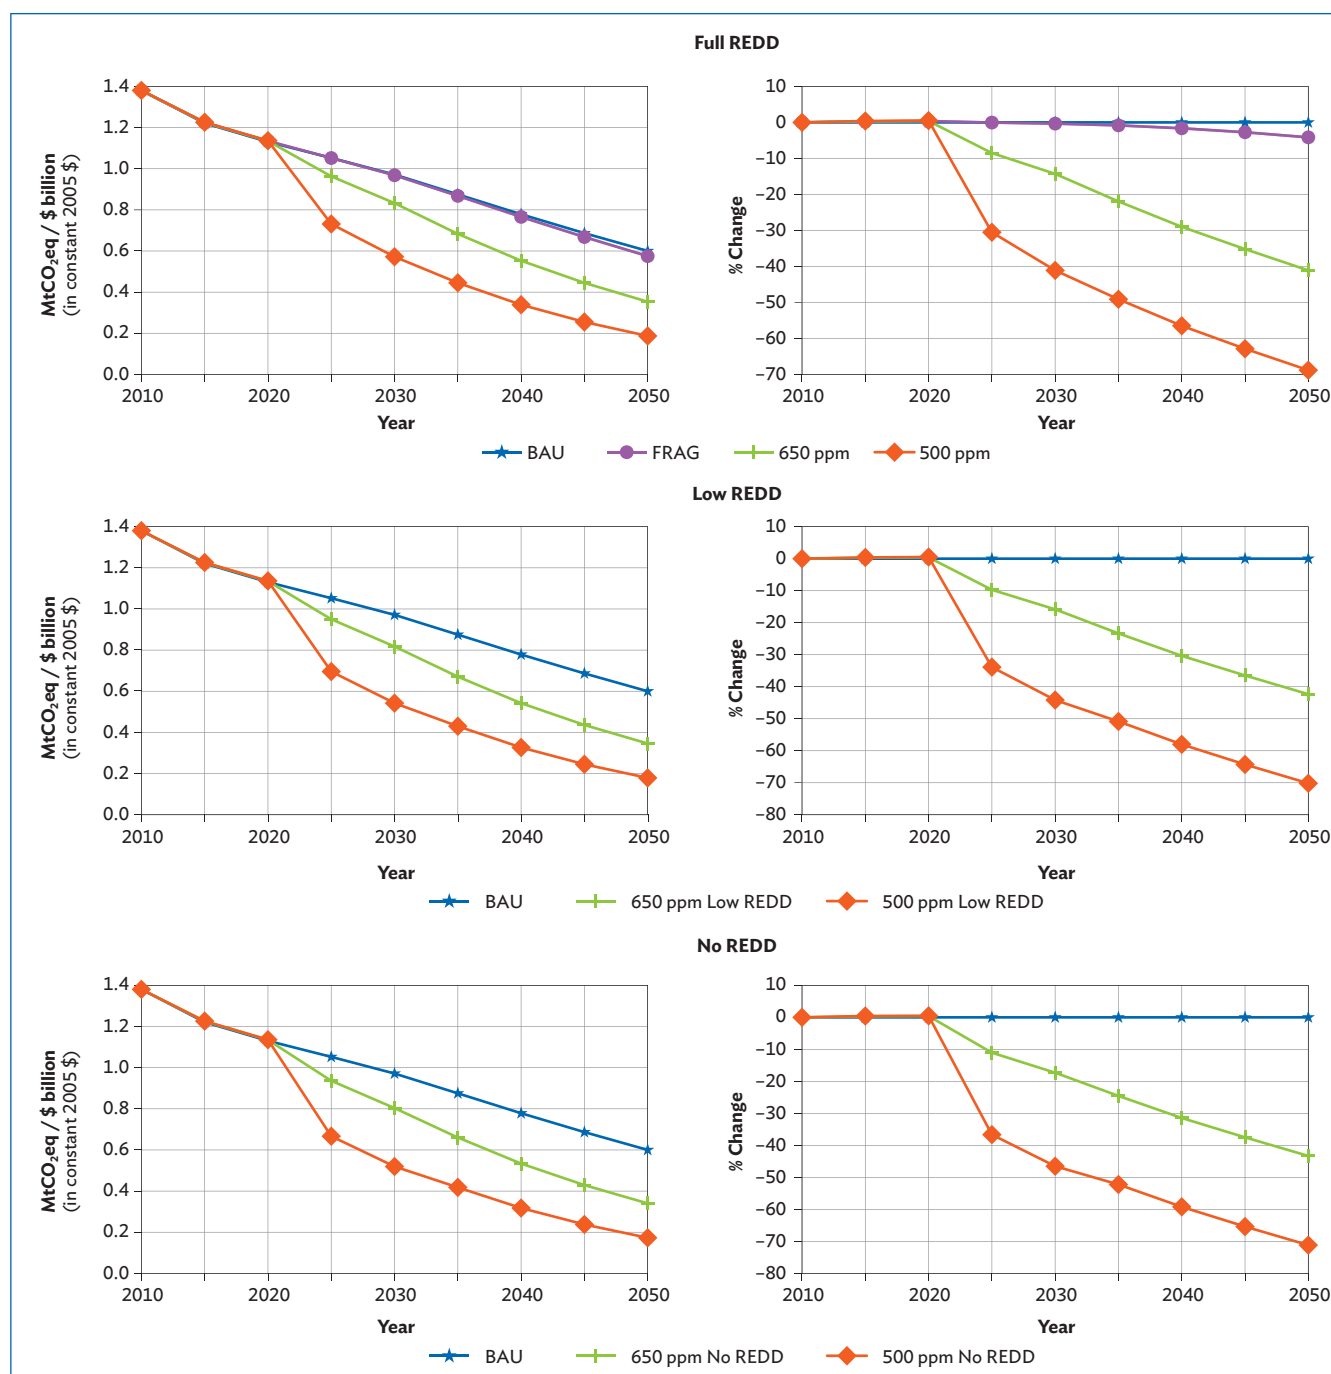 Full REDD
MtCO₂eq / $ billion
(in constant 2005 $)
1.4
1.2
1.0
0.8
0.6
0.4
0.2
0.0
2010 2020 2030 2040 2050
Year
% Change
10
0
–10
–20
–30
–40
–50
–60
–70
2010 2020 2030 2040 2050
Year
BAU FRAG 650 ppm 500 ppm
Low REDD
MtCO₂eq / $ billion
(in constant 2005 $)
1.4
1.2
1.0
0.8
0.6
0.4
0.2
0.0
2010 2020 2030 2040 2050
Year
% Change
10
0
–10
–20
–30
–40
–50
–60
–70
–80
2010 2020 2030 2040 2050
Year
BAU 650 ppm Low REDD 500 ppm Low REDD
No REDD
MtCO₂eq / $ billion
(in constant 2005 $)
1.4
1.2
1.0
0.8
0.6
0.4
0.2
0.0
2010 2020 2030 2040 2050
Year
% Change
10
0
–10
–20
–30
–40
–50
–60
–70
–80
2010 2020 2030 2040 2050
Year
BAU 650 ppm No REDD 500 ppm No REDD